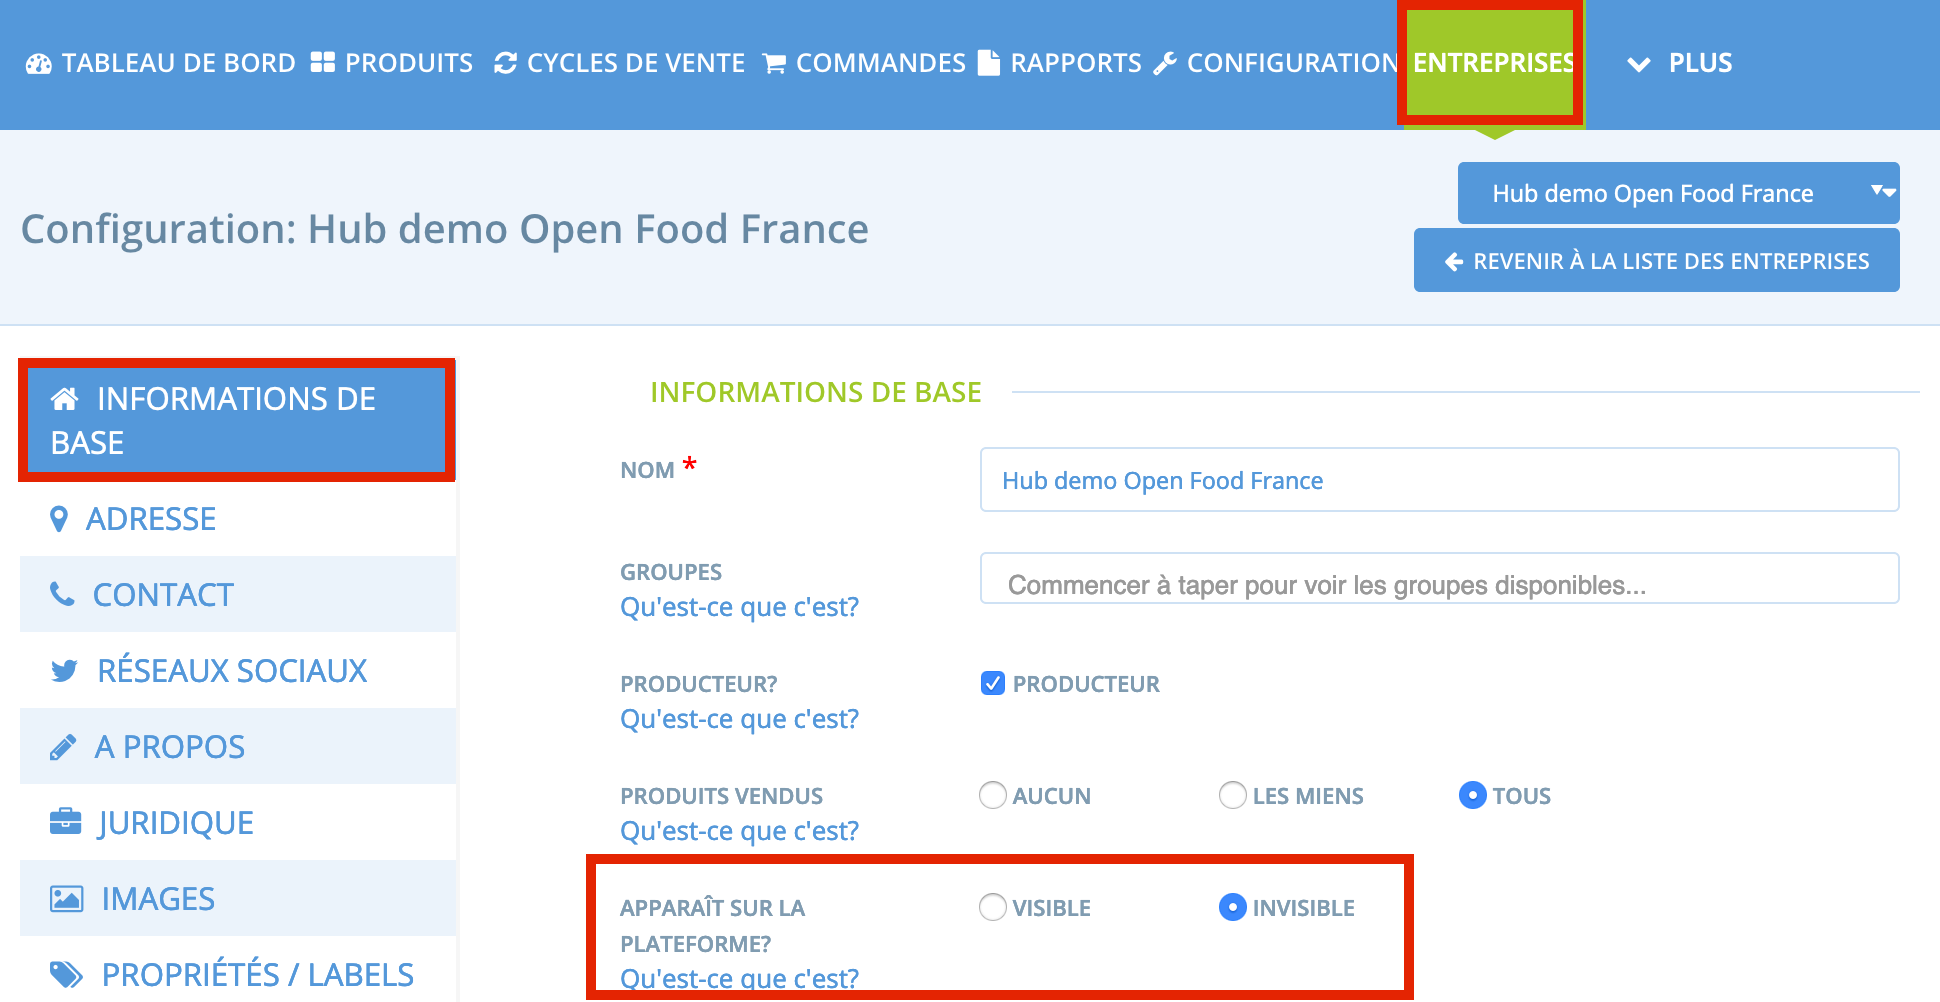 TABLEAU DE BORD PRODUITS CYCLES DE VENTE COMMANDES RAPPORTS CONFIGURATION ENTREPRISES PLUS
Configuration: Hub demo Open Food France
Hub demo Open Food France
REVENIR À LA LISTE DES ENTREPRISES
INFORMATIONS DE
BASE
ADRESSE
CONTACT
RÉSEAUX SOCIAUX
A PROPOS
JURIDIQUE
IMAGES
PROPRIÉTÉS / LABELS
INFORMATIONS DE BASE
NOM * Hub demo Open Food France
GROUPES Commencer à taper pour voir les groupes disponibles...
Qu'est-ce que c'est?
PRODUCTEUR? PRODUCTEUR
Qu'est-ce que c'est?
PRODUITS VENDUS AUCUN LES MIENS TOUS
Qu'est-ce que c'est?
APPARAÎT SUR LA VISIBLE INVISIBLE
PLATEFORME?
Qu'est-ce que c'est?